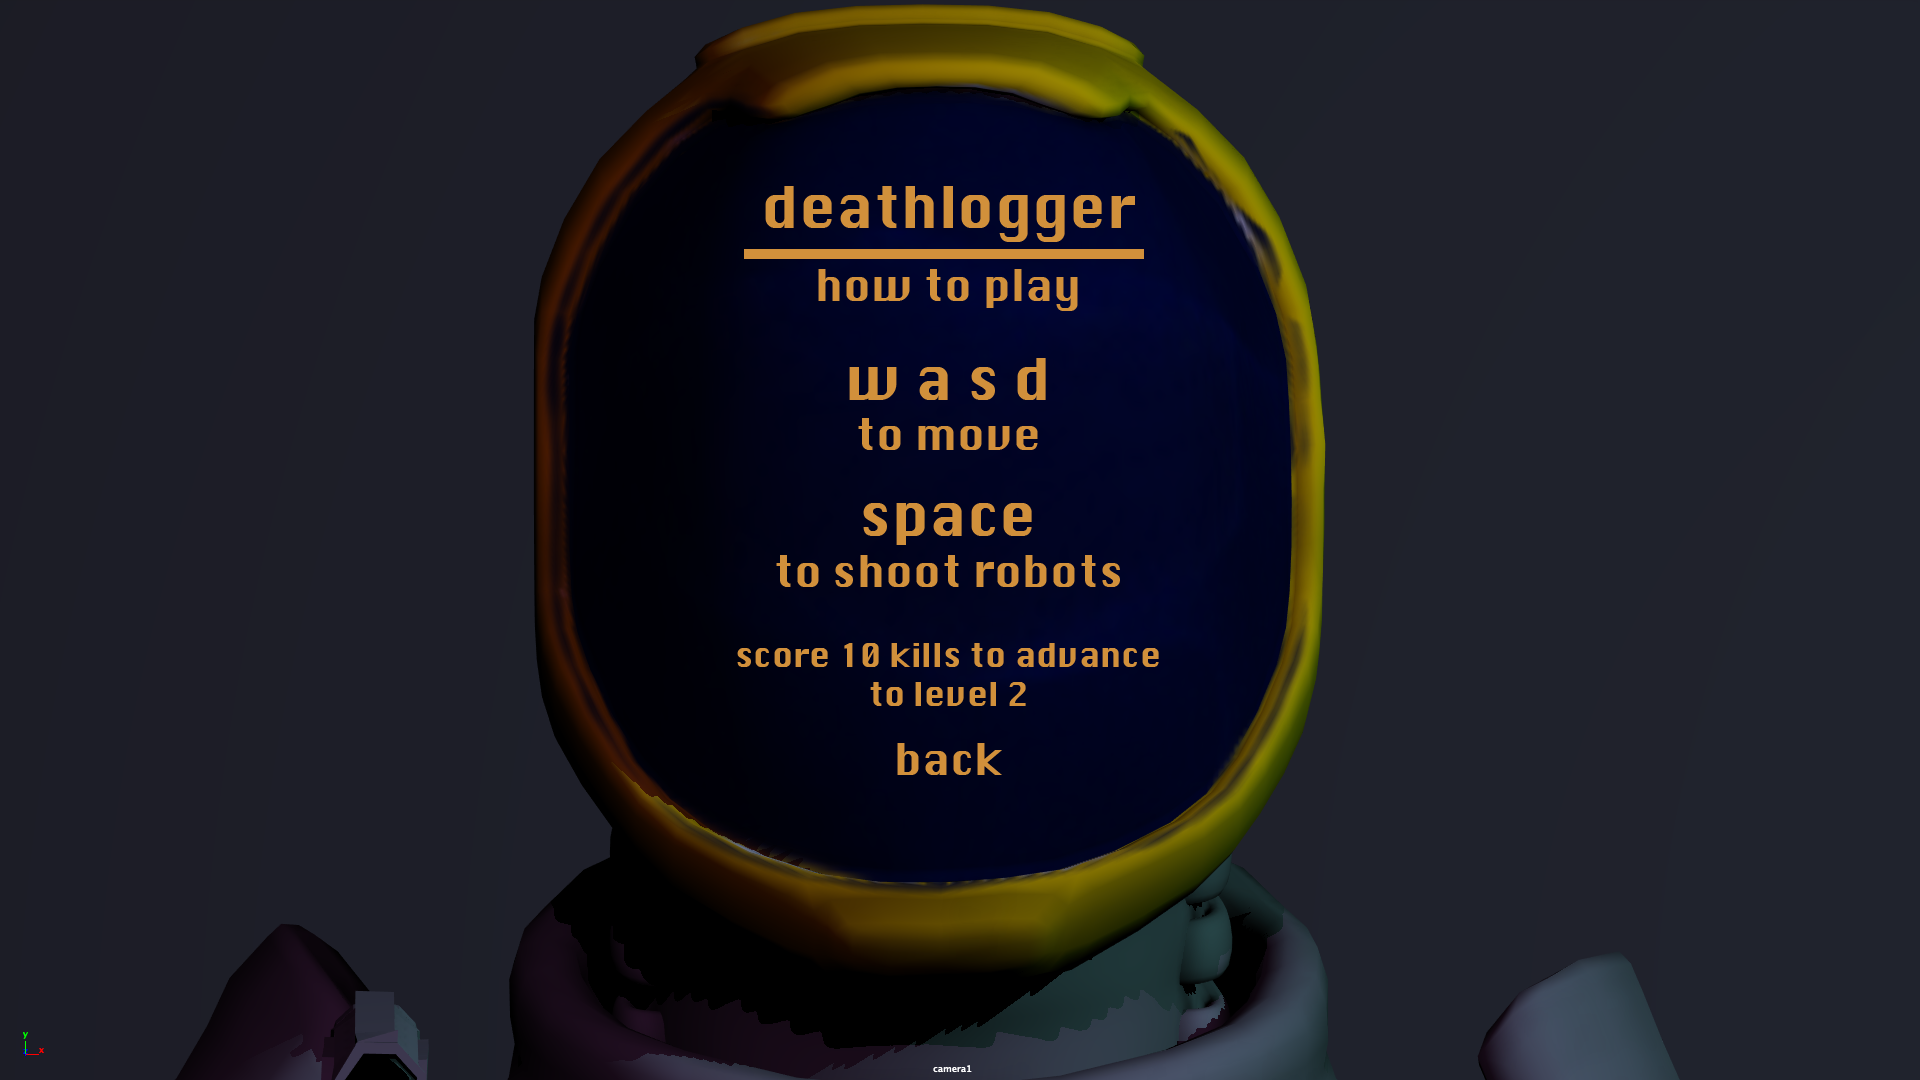 deathlogger
how to play
w a s d
to move
space
to shoot robots
score 10 kills to advance
to level 2
back
y
x
camera1